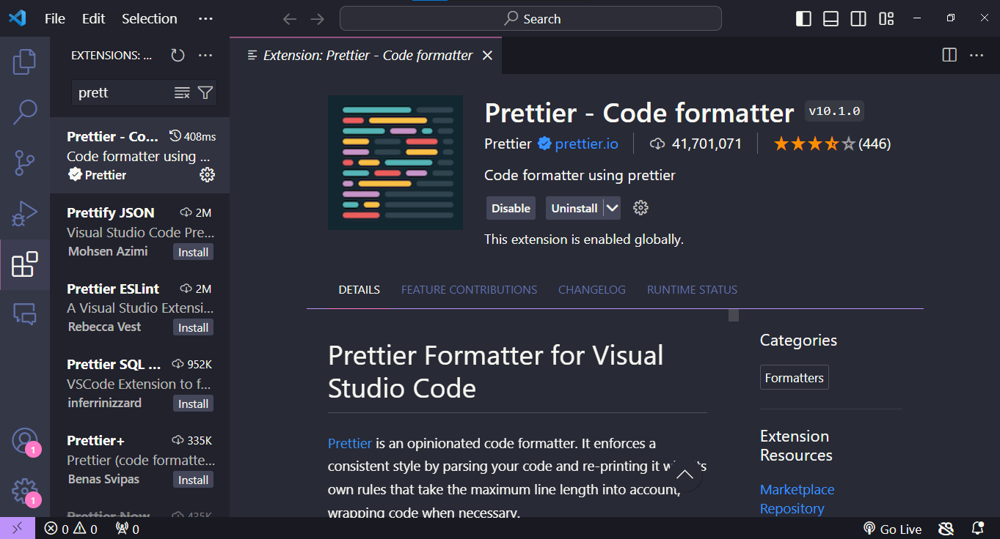 File Edit Selection ···
Search
EXTENSIONS: ...
prett
Prettier - Co... 408ms
Code formatter using ...
Prettier
Prettify JSON 2M
Visual Studio Code Pre...
Mohsen Azimi Install
Prettier ESLint 2M
A Visual Studio Extensi...
Rebecca Vest Install
Prettier SQL ... 952K
VSCode Extension to f...
inferrinizzard Install
Prettier+ 335K
Prettier (code formatte...
Benas Svipas Install
Prettier Now 435K
1
1
Extension: Prettier - Code formatter
Prettier - Code formatter v10.1.0
Prettier prettier.io 41,701,071 (446)
Code formatter using prettier
Disable Uninstall
This extension is enabled globally.
DETAILS FEATURE CONTRIBUTIONS CHANGELOG RUNTIME STATUS
Prettier Formatter for Visual
Studio Code
Prettier is an opinionated code formatter. It enforces a
consistent style by parsing your code and re-printing it
own rules that take the maximum line length into account,
wrapping code when necessary.
Categories
Formatters
Extension
Resources
Marketplace
Repository
0 0 0
Go Live